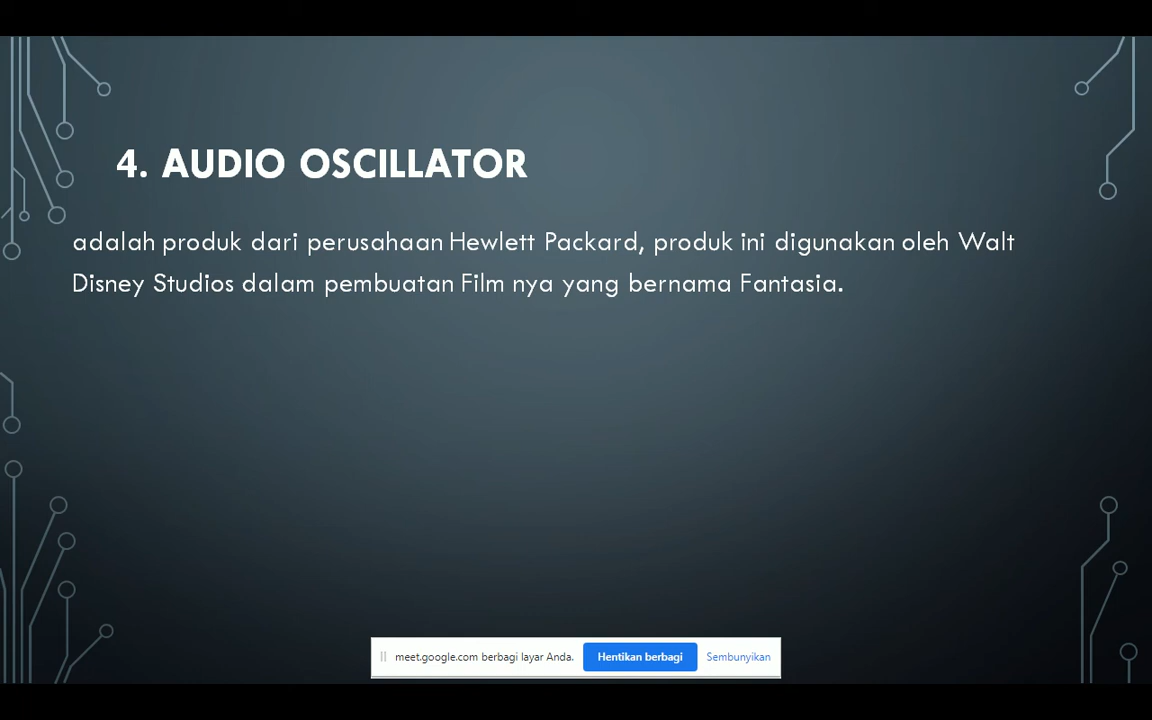 4. AUDIO OSCILLATOR
adalah produk dari perusahaan Hewlett Packard, produk ini digunakan oleh Walt
Disney Studios dalam pembuatan Film nya yang bernama Fantasia.
meet.google.com berbagi layar Anda. Hentikan berbagi Sembunyikan